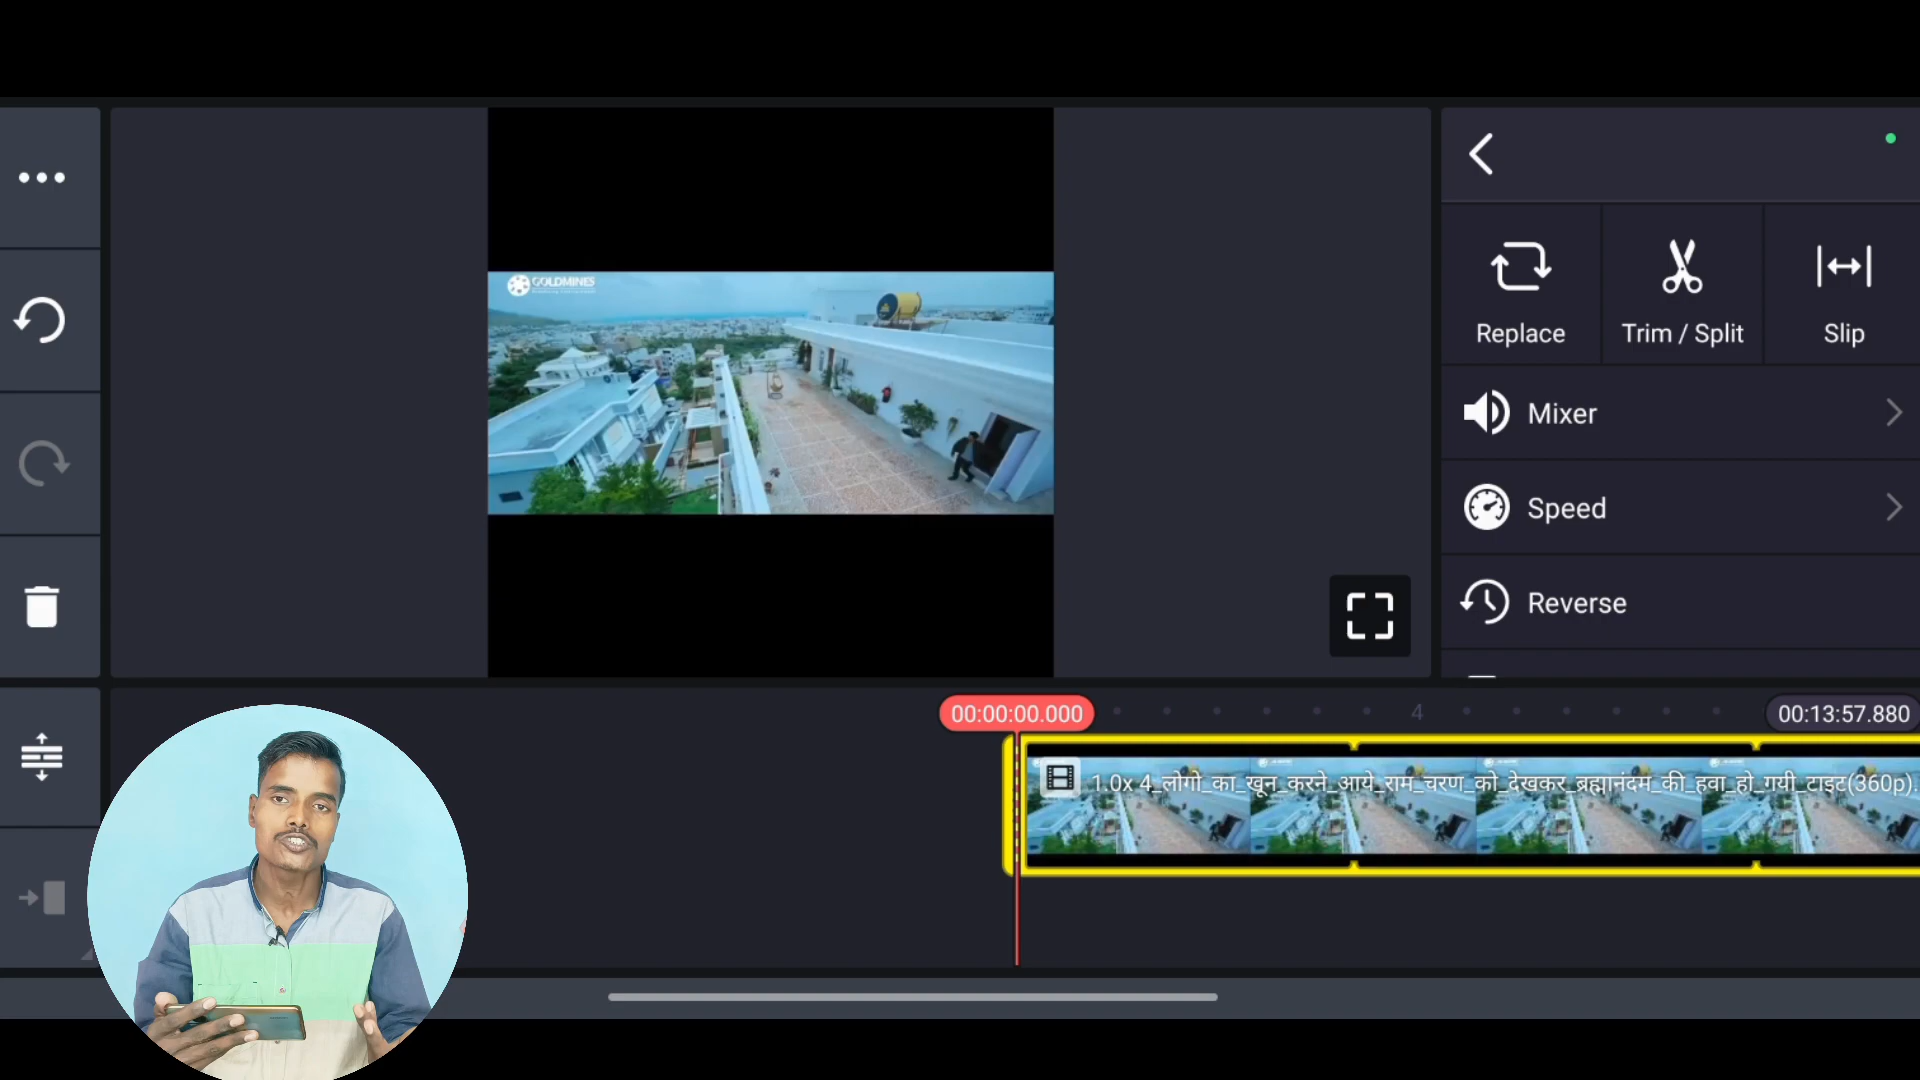 GOLDMINES
Replace
Trim / Split
Slip
Mixer
Speed
Reverse
00:00:00.000
4
00:13:57.880
1.0x 4_लोगो_का_खून_करने_आये_राम_चरण_को_देखकर_ब्रह्मानंदम_की_हवा_हो_गयी_टाइट(360p).